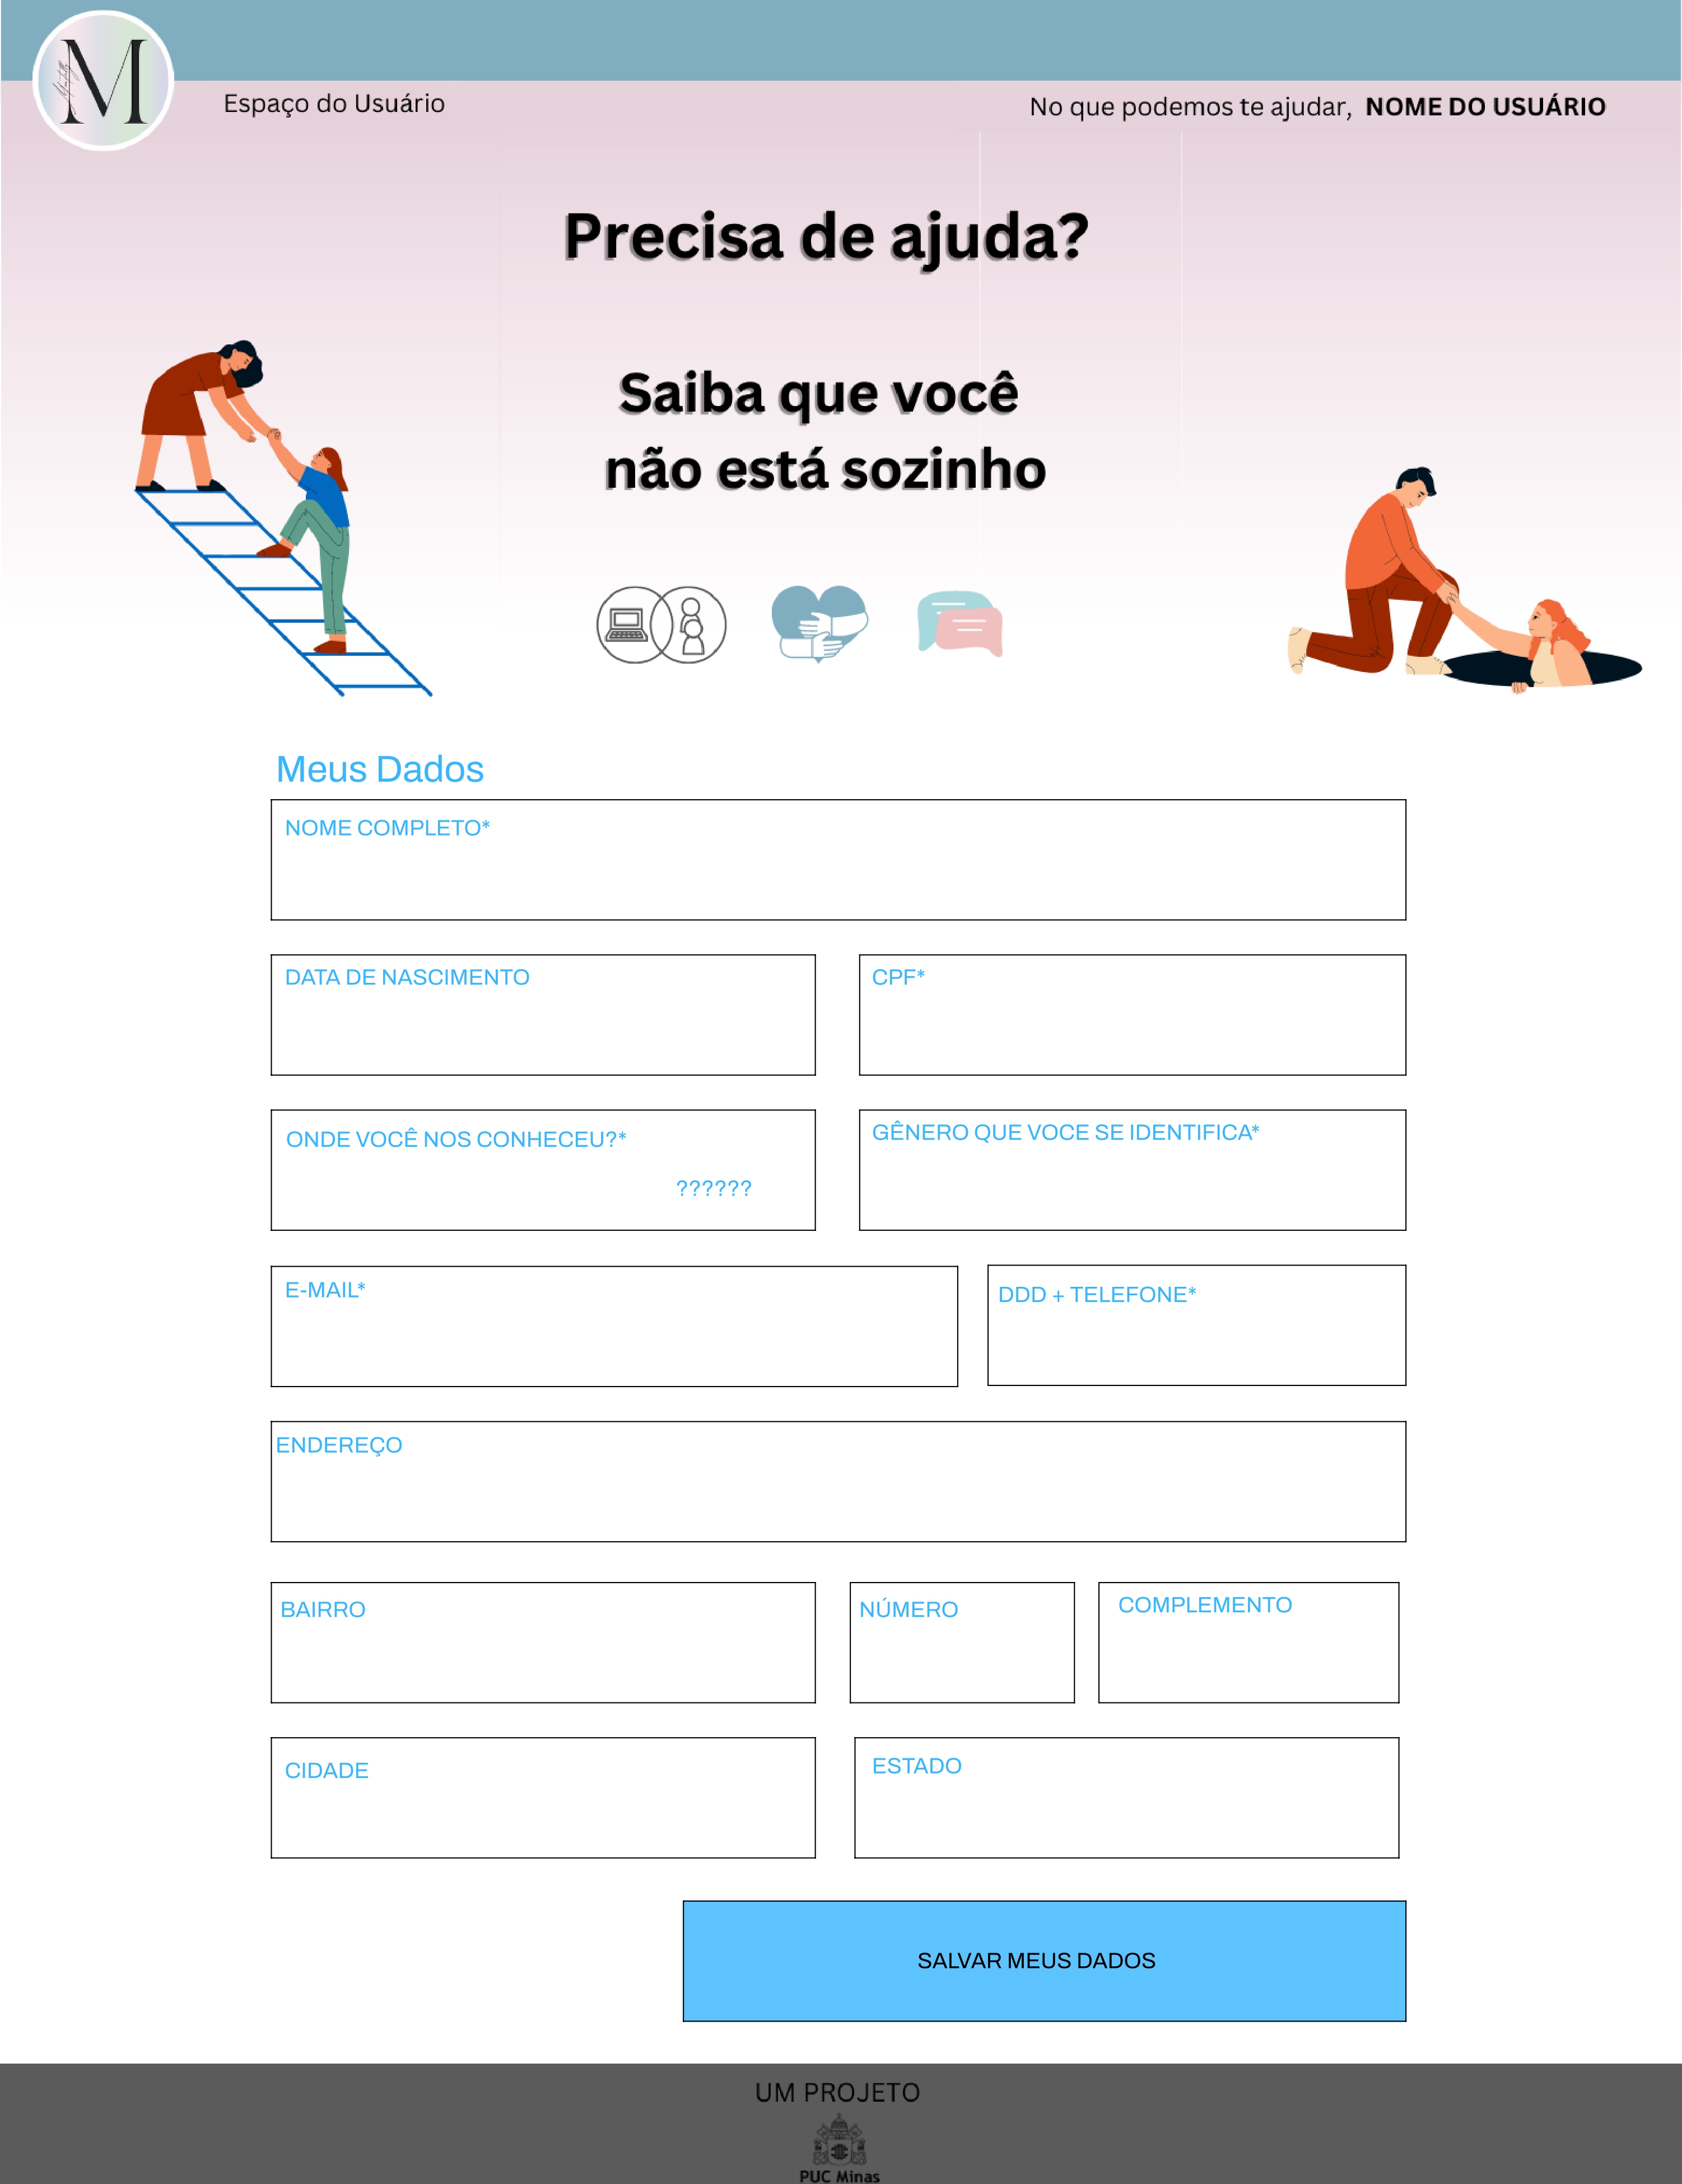 M
Espaço do Usuário
No que podemos te ajudar, NOME DO USUÁRIO
Precisa de ajuda?
Saiba que você
não está sozinho
Meus Dados
NOME COMPLETO*
DATA DE NASCIMENTO
CPF*
ONDE VOCÊ NOS CONHECEU?*
??????
GÊNERO QUE VOCE SE IDENTIFICA*
E-MAIL*
DDD + TELEFONE*
ENDEREÇO
BAIRRO
NÚMERO
COMPLEMENTO
CIDADE
ESTADO
SALVAR MEUS DADOS
UM PROJETO
PUC Minas